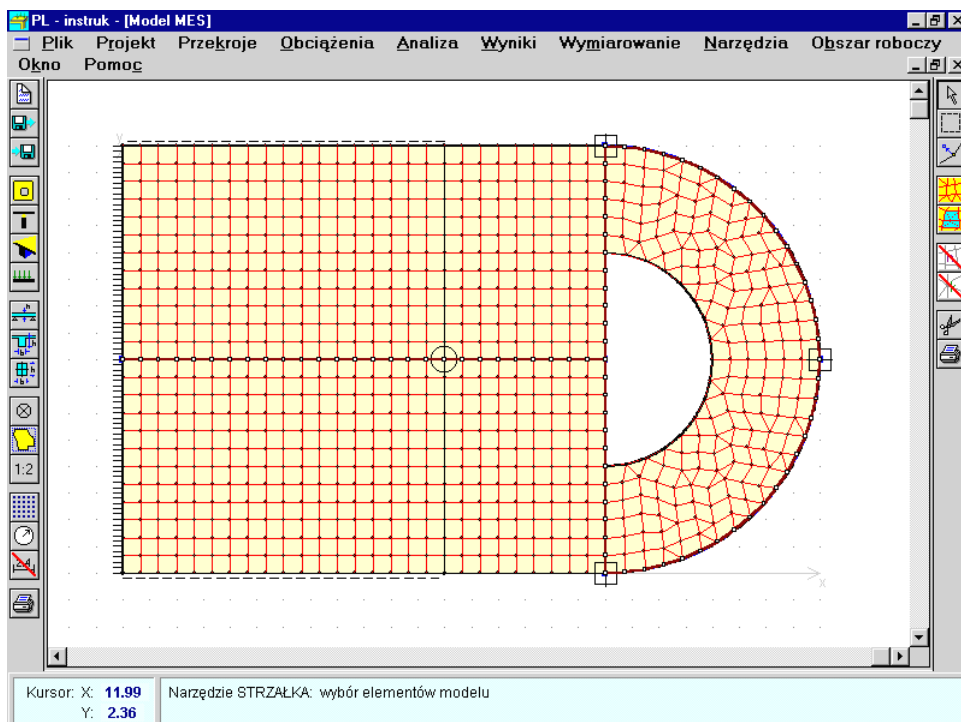 PL - instruk - [Model MES]
Plik Projekt Przekroje Obciążenia Analiza Wyniki Wymiarowanie Narzędzia Obszar roboczy
Okno Pomoc
Y
1:2
X
Kursor: X: 11.99 Narzędzie STRZAŁKA: wybór elementów modelu
Y: 2.36